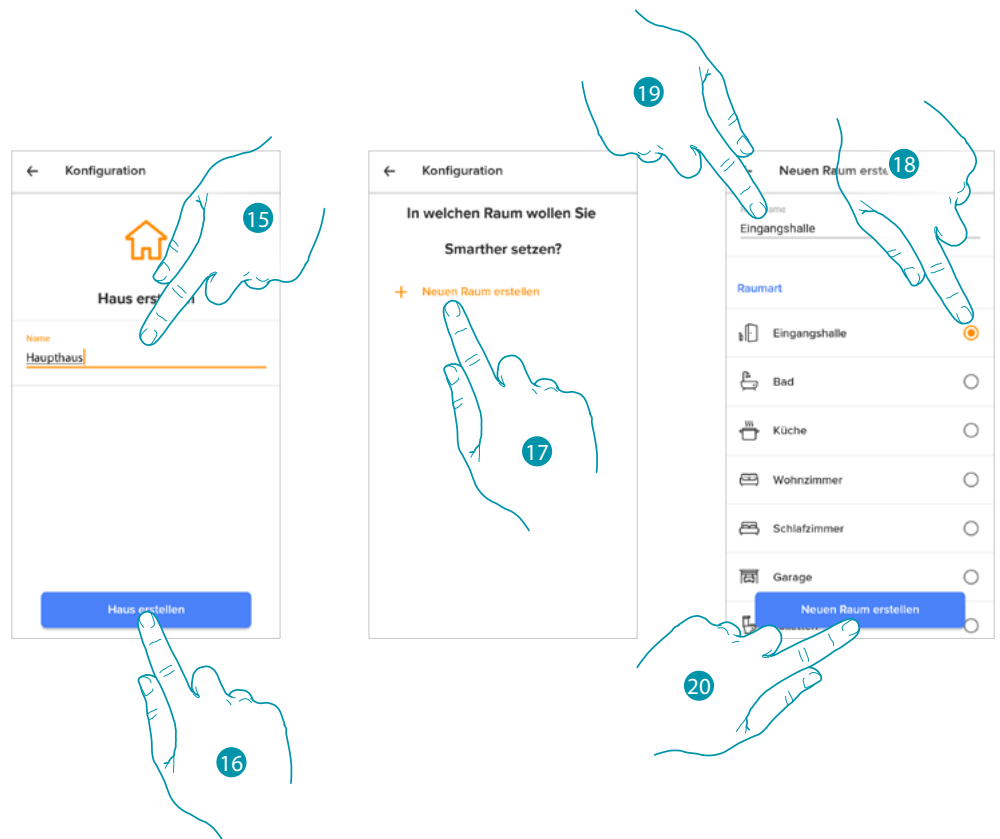 Konfiguration
15
Haus erst
Name
Haupthaus
Haus erstellen
16
Konfiguration
In welchen Raum wollen Sie
Smarther setzen?
+ Neuen Raum erstellen
17
19
18
Neuen Raum erste
Eingangshalle
Raumart
Eingangshalle
Bad
Küche
Wohnzimmer
Schlafzimmer
Garage
Neuen Raum erstellen
20